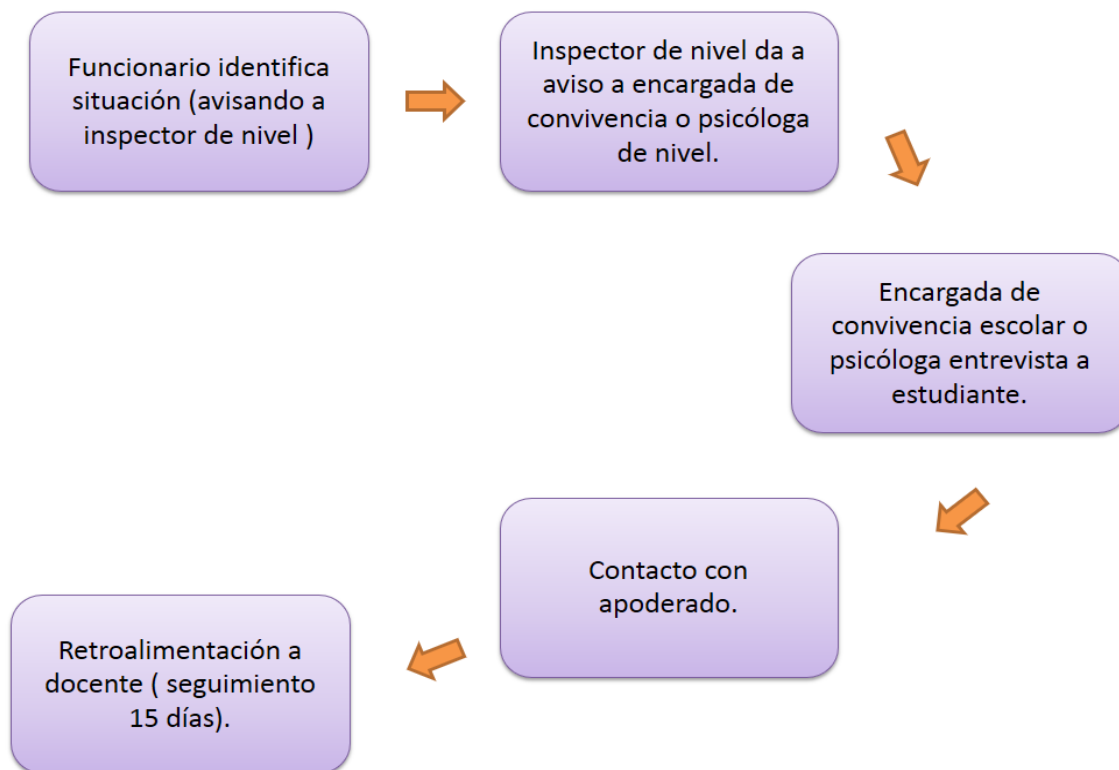 Funcionario identifica
situación (avisando a
inspector de nivel )
Inspector de nivel da a
aviso a encargada de
convivencia o psicóloga
de nivel.
Encargada de
convivencia escolar o
psicóloga entrevista a
estudiante.
Contacto con
apoderado.
Retroalimentación a
docente ( seguimiento
15 días).